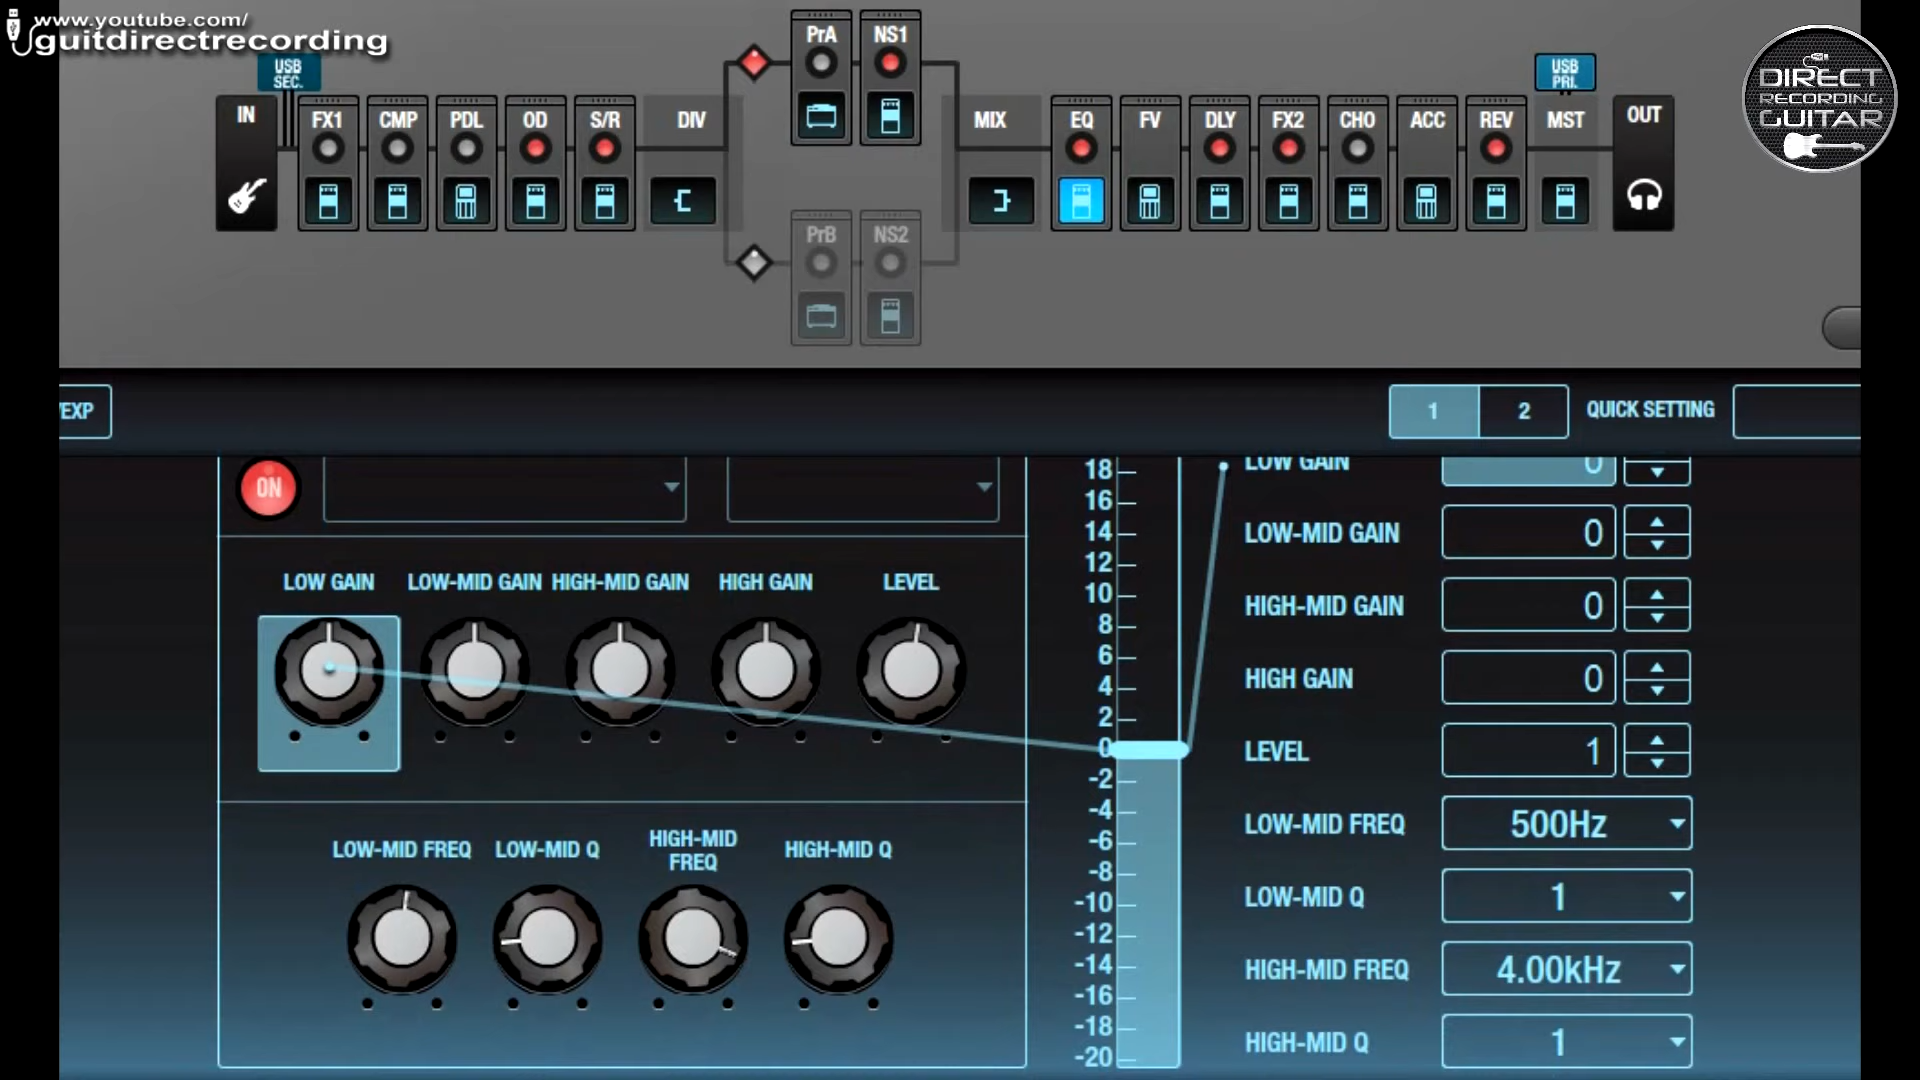 www.youtube.com/
guitdirectrecording
DIRECT
RECORDING
GUITAR
USB
SEC.
USB
PRI.
PrA
NS1
IN
FX1
CMP
PDL
OD
S/R
DIV
MIX
EQ
FV
DLY
FX2
CHO
ACC
REV
MST
OUT
PrB
NS2
/EXP
1
2
QUICK SETTING
ON
LOW GAIN
LOW-MID GAIN
HIGH-MID GAIN
HIGH GAIN
LEVEL
LOW-MID FREQ
LOW-MID Q
HIGH-MID
FREQ
HIGH-MID Q
18
16
14
12
10
8
6
4
2
0
-2
-4
-6
-8
-10
-12
-14
-16
-18
-20
LOW GAIN 0
LOW-MID GAIN 0
HIGH-MID GAIN 0
HIGH GAIN 0
LEVEL 1
LOW-MID FREQ 500Hz
LOW-MID Q 1
HIGH-MID FREQ 4.00kHz
HIGH-MID Q 1